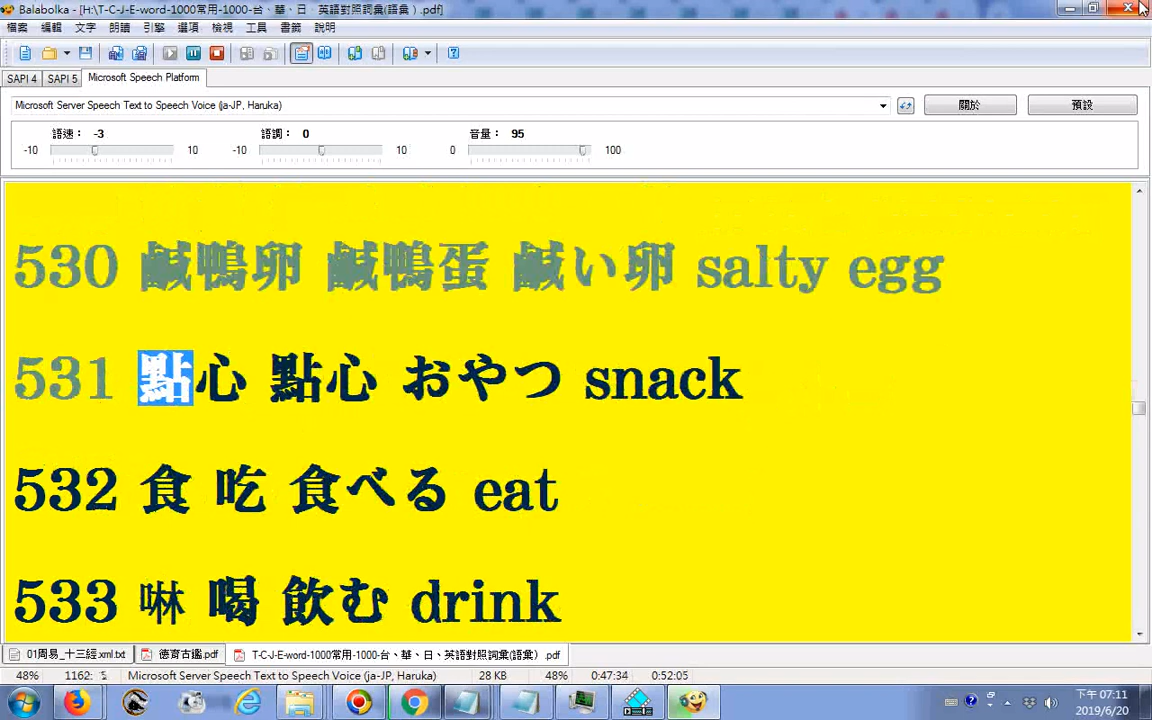 Balabolka - [H:\T-C-J-E-word-1000常用-1000-台、華、日、英語對照詞彙(語彙）.pdf]
檔案 編輯 文字 朗讀 引擎 選項 檢視 工具 書籤 說明
SAPI 4 SAPI 5 Microsoft Speech Platform
Microsoft Server Speech Text to Speech Voice (ja-JP, Haruka) 關於 預設
語速： -3 語調： 0 音量： 95
-10 10 -10 10 0 100
530 鹹鴨卵 鹹鴨蛋 鹹い卵 salty egg
531 點心 點心 おやつ snack
532 食 吃 食べる eat
533 啉 喝 飲む drink
01周易_十三經.xml.txt 德育古鑑.pdf T-C-J-E-word-1000常用-1000-台、華、日、英語對照詞彙(語彙）.pdf
48% 1162: Microsoft Server Speech Text to Speech Voice (ja-JP, Haruka) 28 KB 48% 0:47:34 0:52:05
下午 07:11
2019/6/20